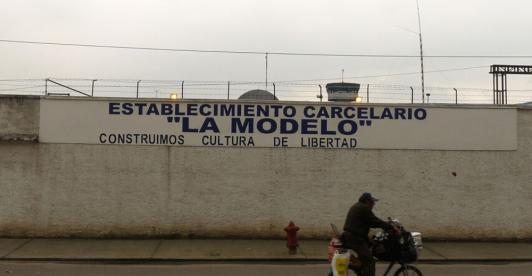 ESTABLECIMIENTO CARCELARIO
"LA MODELO"
CONSTRUIMOS CULTURA DE LIBERTAD